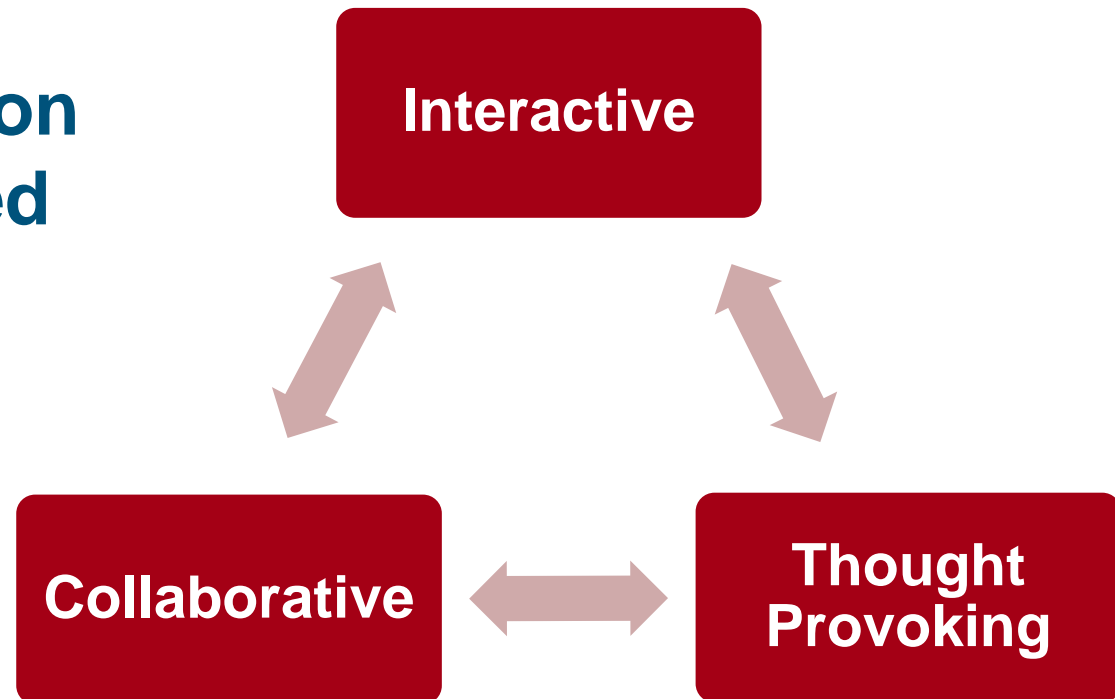 on
ed
Interactive
Collaborative
Thought
Provoking